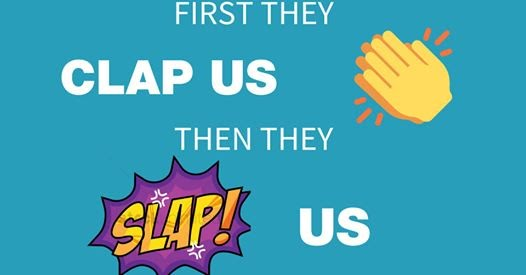 FIRST THEY
CLAP US
THEN THEY
SLAP! US